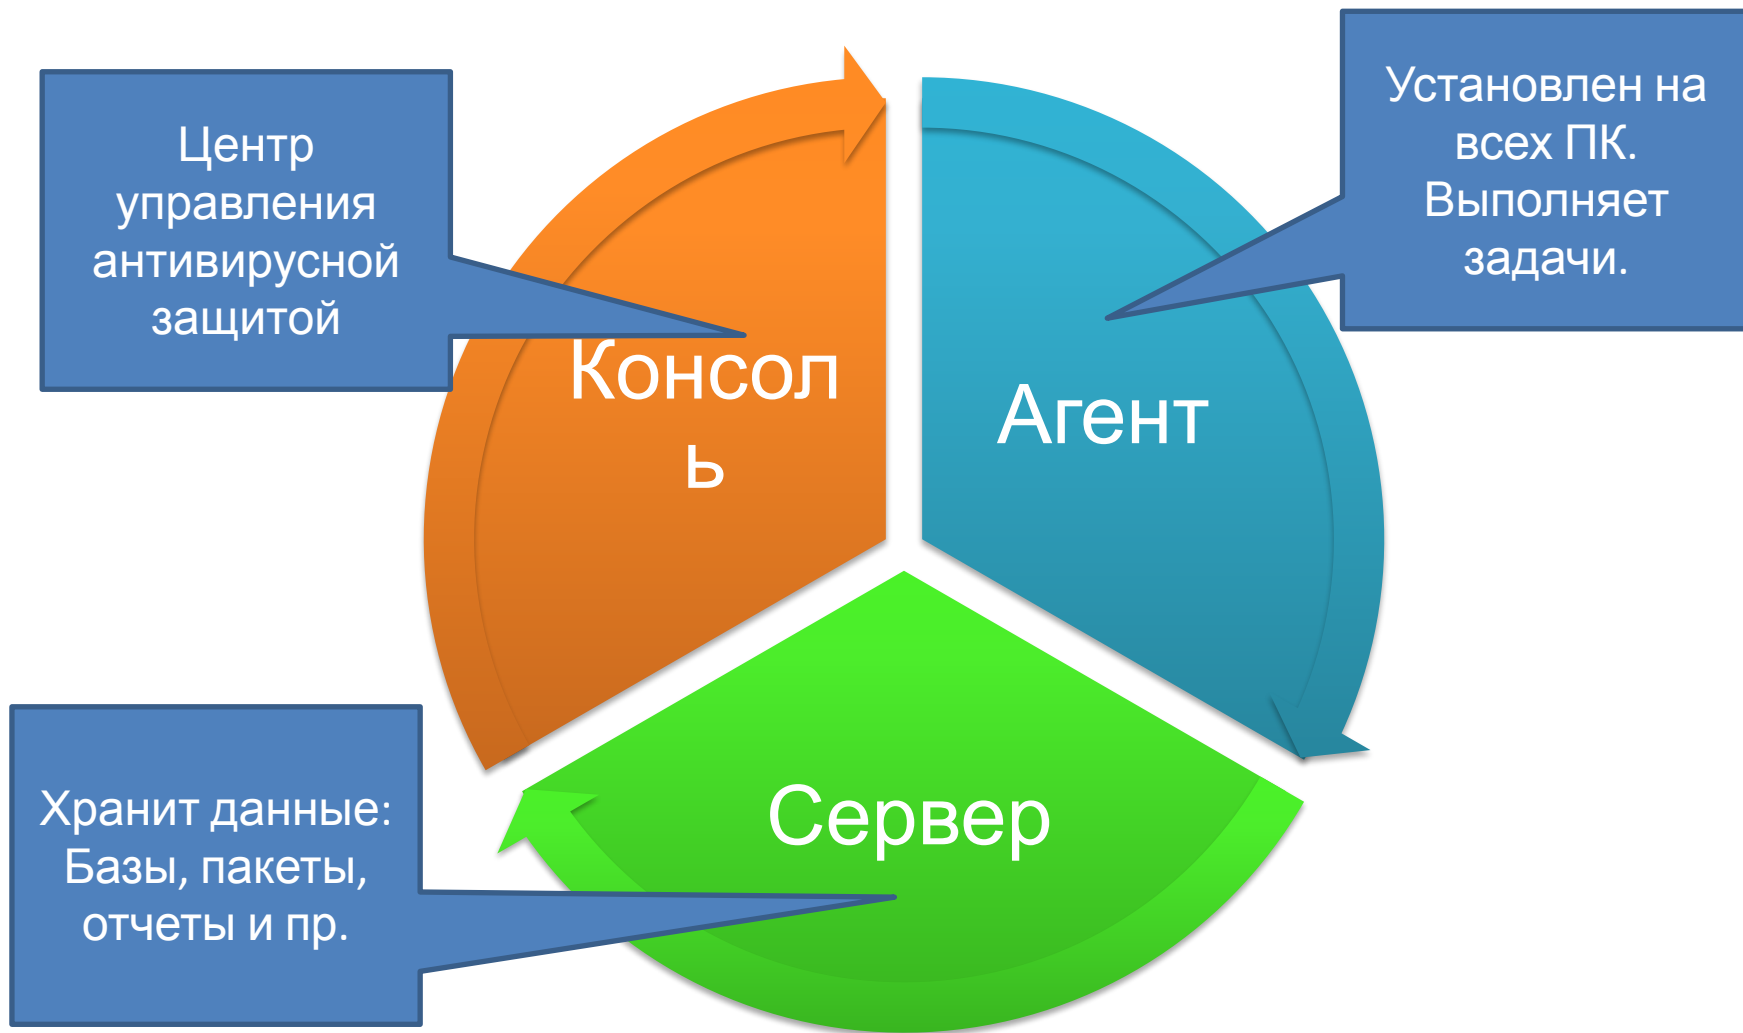 Центр
управления
антивирусной
защитой
Установлен на
всех ПК.
Выполняет
задачи.
Консол
ь
Агент
Сервер
Хранит данные:
Базы, пакеты,
отчеты и пр.